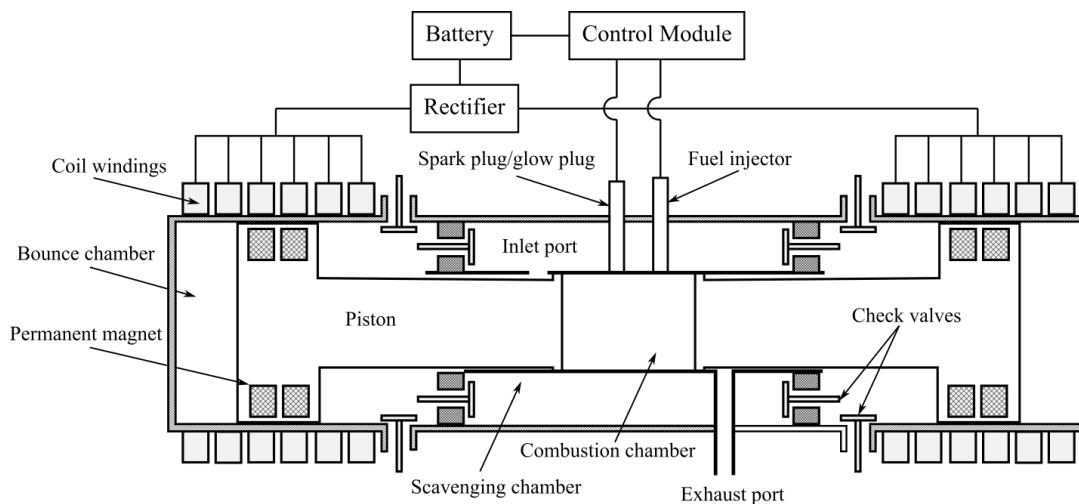 Battery
Control Module
Rectifier
Coil windings
Spark plug/glow plug
Fuel injector
Inlet port
Bounce chamber
Piston
Check valves
Permanent magnet
Combustion chamber
Scavenging chamber
Exhaust port